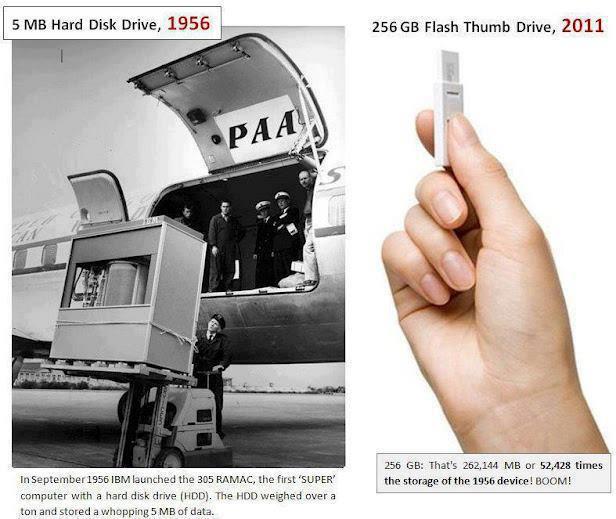 5 MB Hard Disk Drive, 1956
256 GB Flash Thumb Drive, 2011
PAA
In September 1956 IBM launched the 305 RAMAC, the first ‘SUPER’
computer with a hard disk drive (HDD). The HDD weighed over a
ton and stored a whopping 5 MB of data.
256 GB: That's 262,144 MB or 52,428 times
the storage of the 1956 device! BOOM!